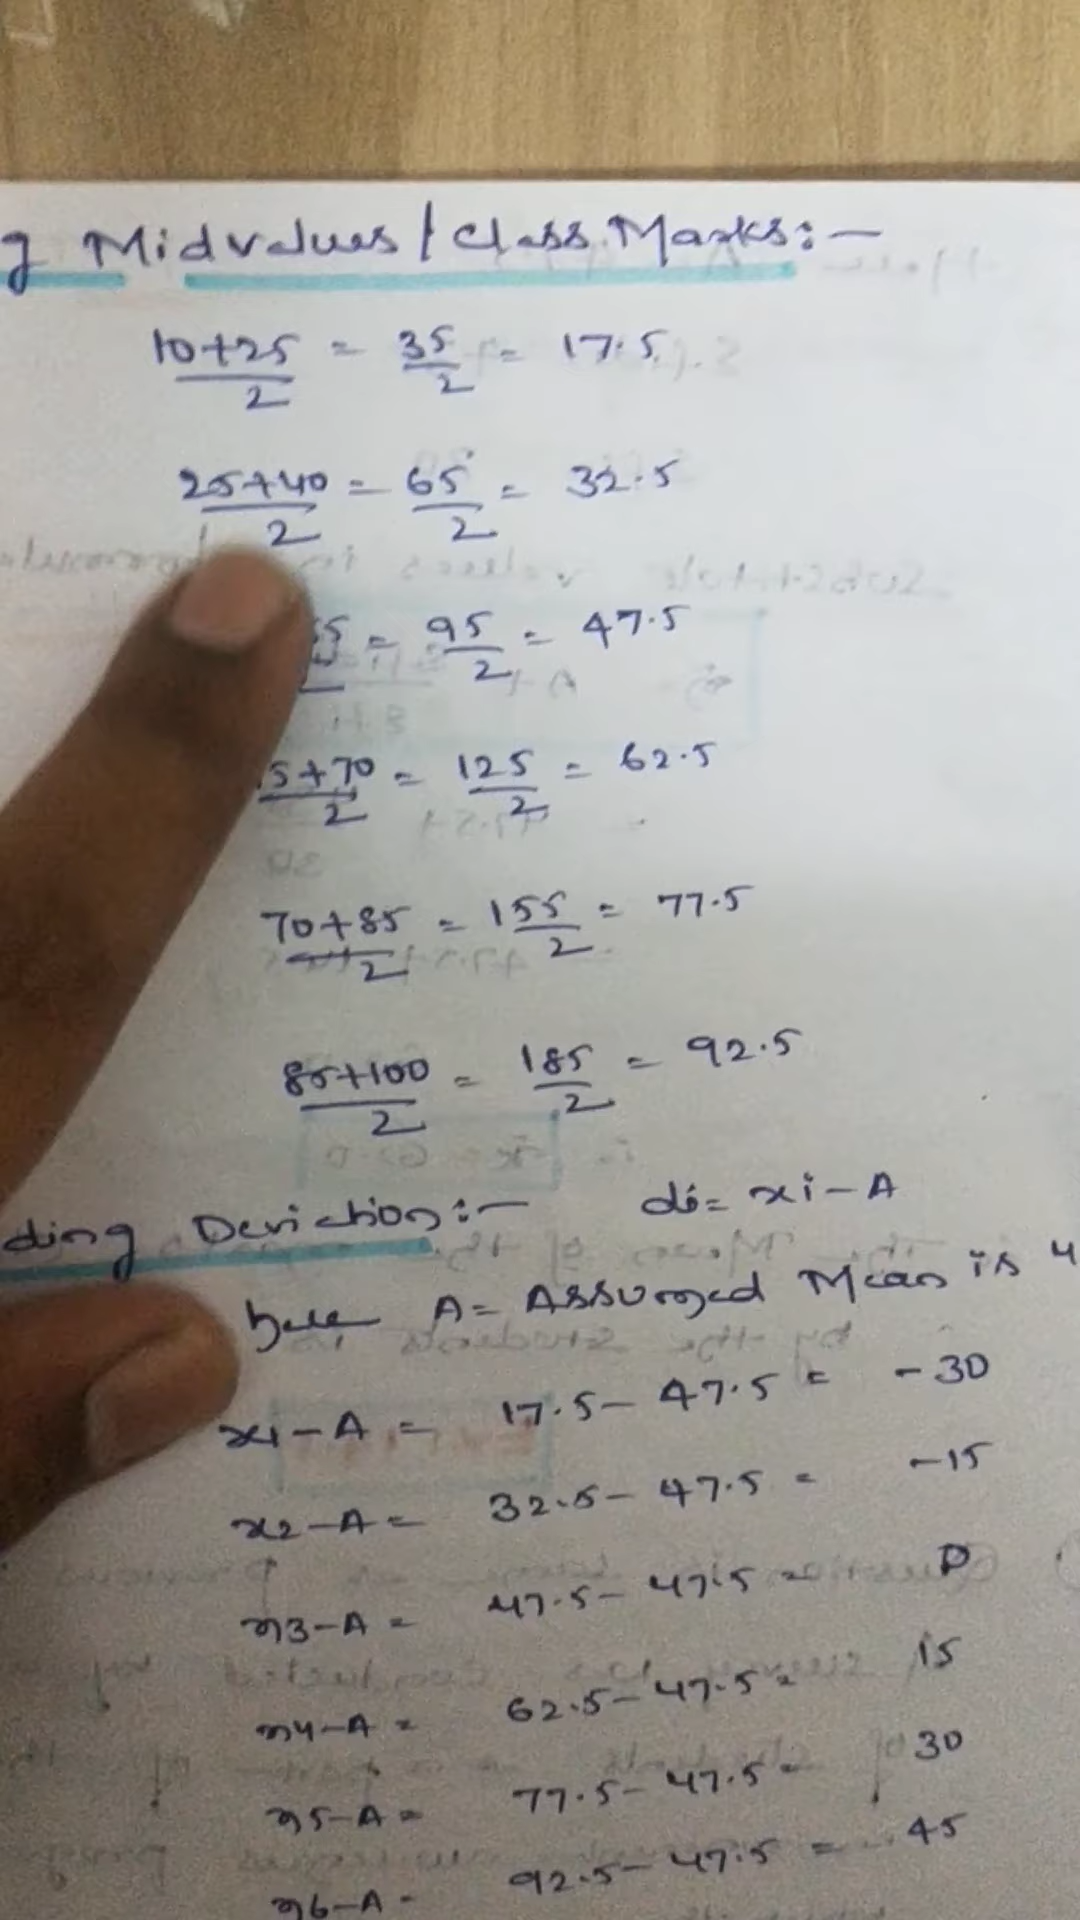 g Midvalues/Class Marks:-
10+25/2 = 35/2 = 17.5
25+40/2 = 65/2 = 32.5
55 = 95/2 = 47.5
5+70/2 = 125/2 = 62.5
70+85/2 = 155/2 = 77.5
85+100/2 = 185/2 = 92.5
ding Deviation:- di = xi-A
here A = Assumed Mean is 4
x1-A = 17.5-47.5 = -30
x2-A = 32.5-47.5 = -15
x3-A = 47.5-47.5 = 0
x4-A = 62.5-47.5 = 15
x5-A = 77.5-47.5 = 30
x6-A = 92.5-47.5 = 45